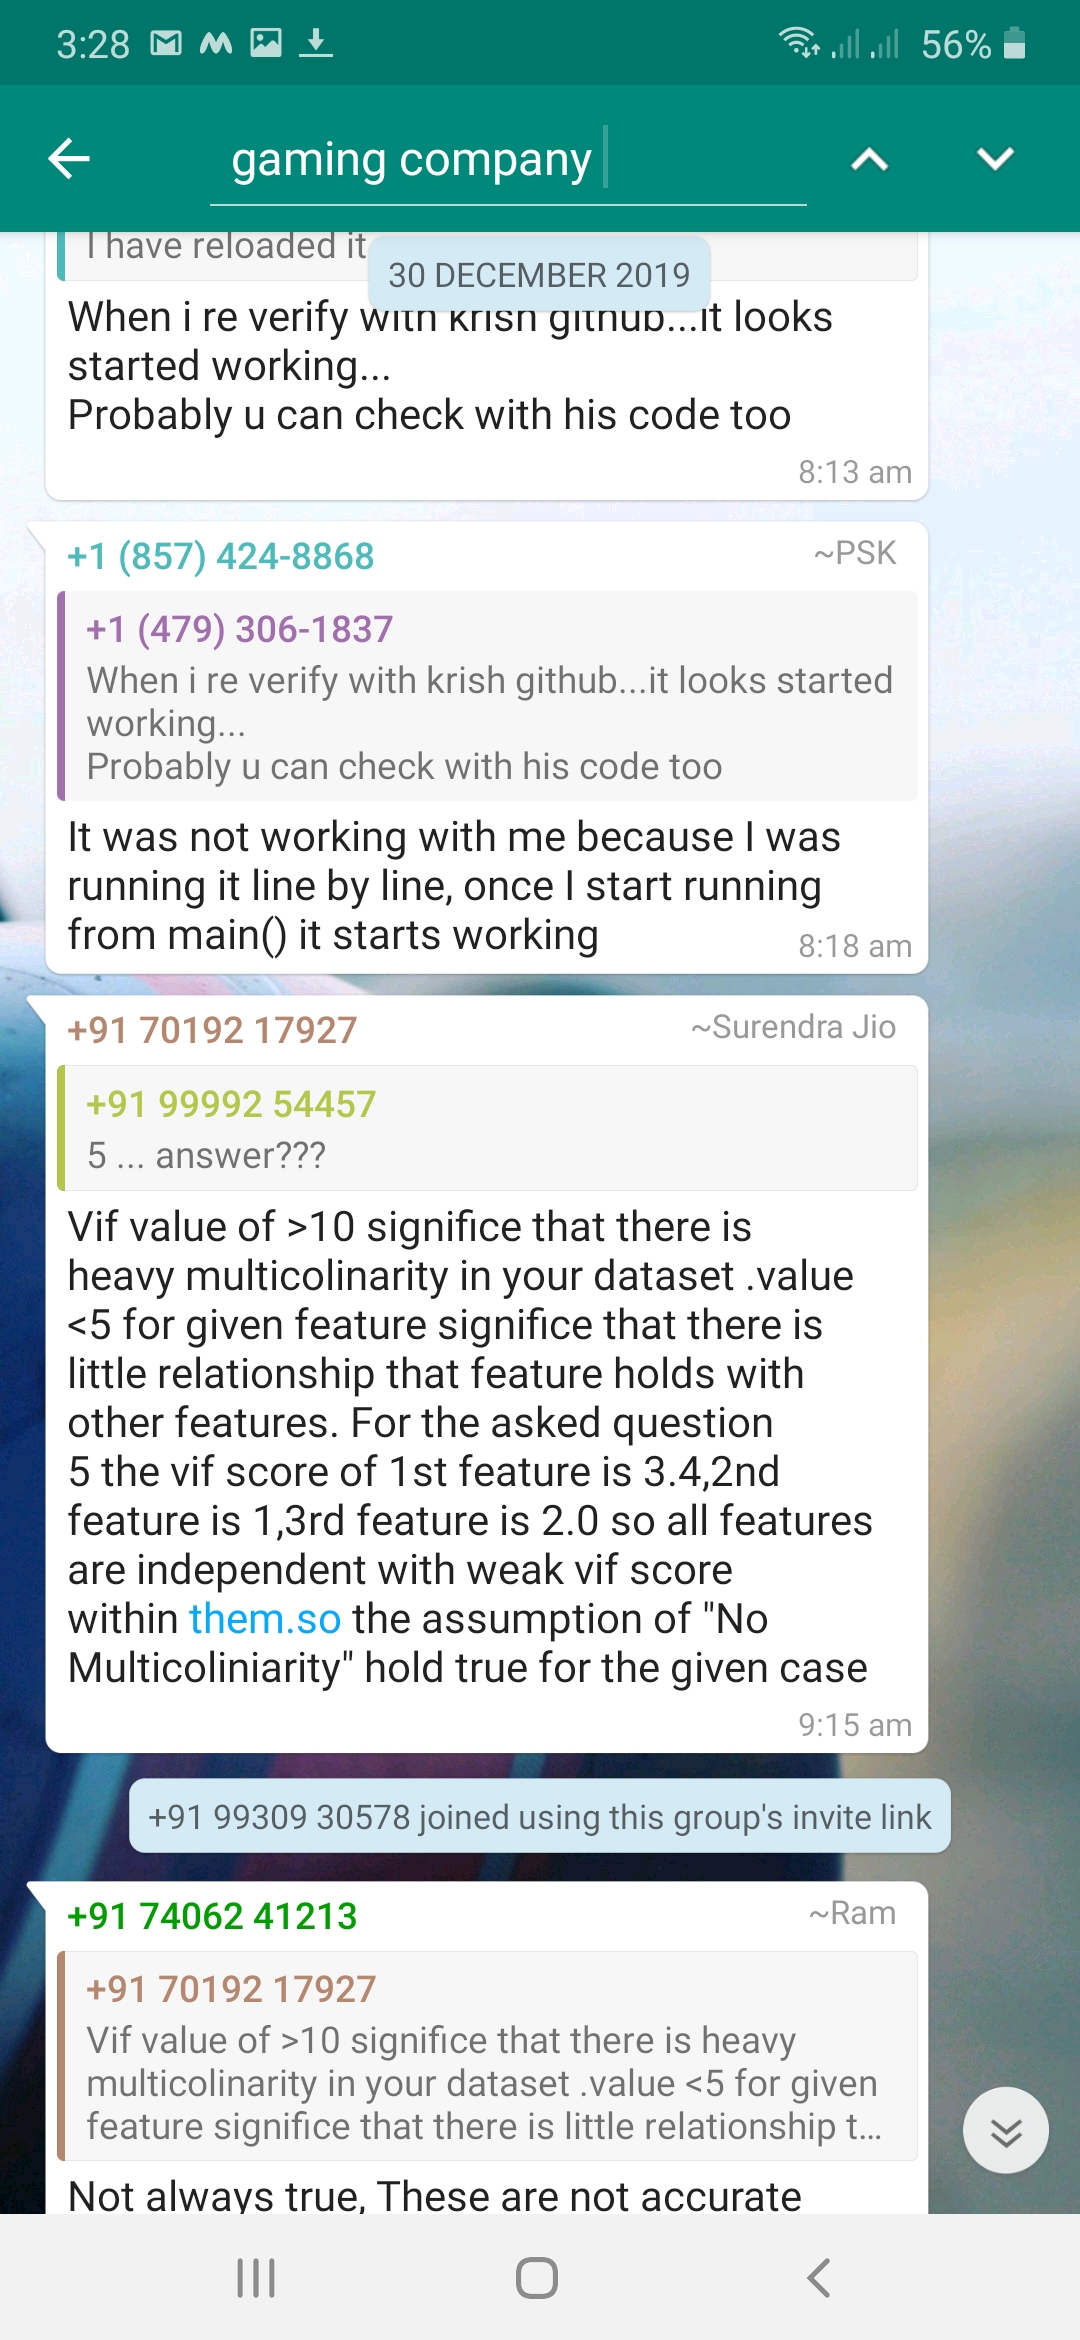 3:28
56%
gaming company
I have reloaded it
30 DECEMBER 2019
When i re verify with krish github...it looks
started working...
Probably u can check with his code too
8:13 am
+1 (857) 424-8868
~PSK
+1 (479) 306-1837
When i re verify with krish github...it looks started
working...
Probably u can check with his code too
It was not working with me because I was
running it line by line, once I start running
from main() it starts working
8:18 am
+91 70192 17927
~Surendra Jio
+91 99992 54457
5 ... answer???
Vif value of >10 significe that there is
heavy multicolinarity in your dataset .value
<5 for given feature significe that there is
little relationship that feature holds with
other features. For the asked question
5 the vif score of 1st feature is 3.4,2nd
feature is 1,3rd feature is 2.0 so all features
are independent with weak vif score
within them.so the assumption of "No
Multicoliniarity" hold true for the given case
9:15 am
+91 99309 30578 joined using this group's invite link
+91 74062 41213
~Ram
+91 70192 17927
Vif value of >10 significe that there is heavy
multicolinarity in your dataset .value <5 for given
feature significe that there is little relationship t...
Not always true, These are not accurate